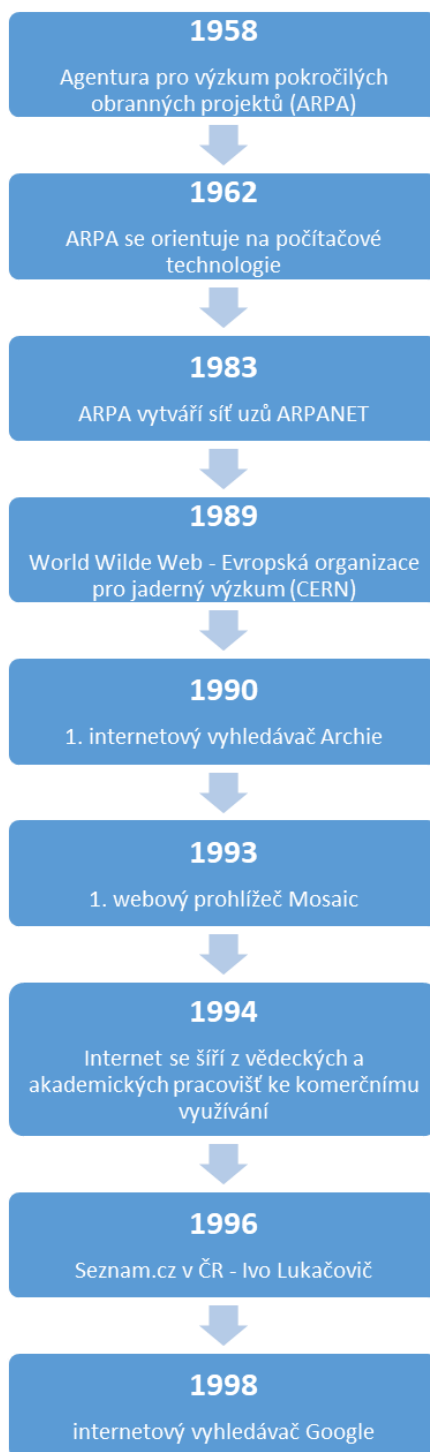 1958
Agentura pro výzkum pokročilých
obranných projektů (ARPA)
1962
ARPA se orientuje na počítačové
technologie
1983
ARPA vytváří síť uzů ARPANET
1989
World Wilde Web - Evropská organizace
pro jaderný výzkum (CERN)
1990
1. internetový vyhledávač Archie
1993
1. webový prohlížeč Mosaic
1994
Internet se šíří z vědeckých a
akademických pracovišť ke komerčnímu
využívání
1996
Seznam.cz v ČR - Ivo Lukačovič
1998
internetový vyhledávač Google